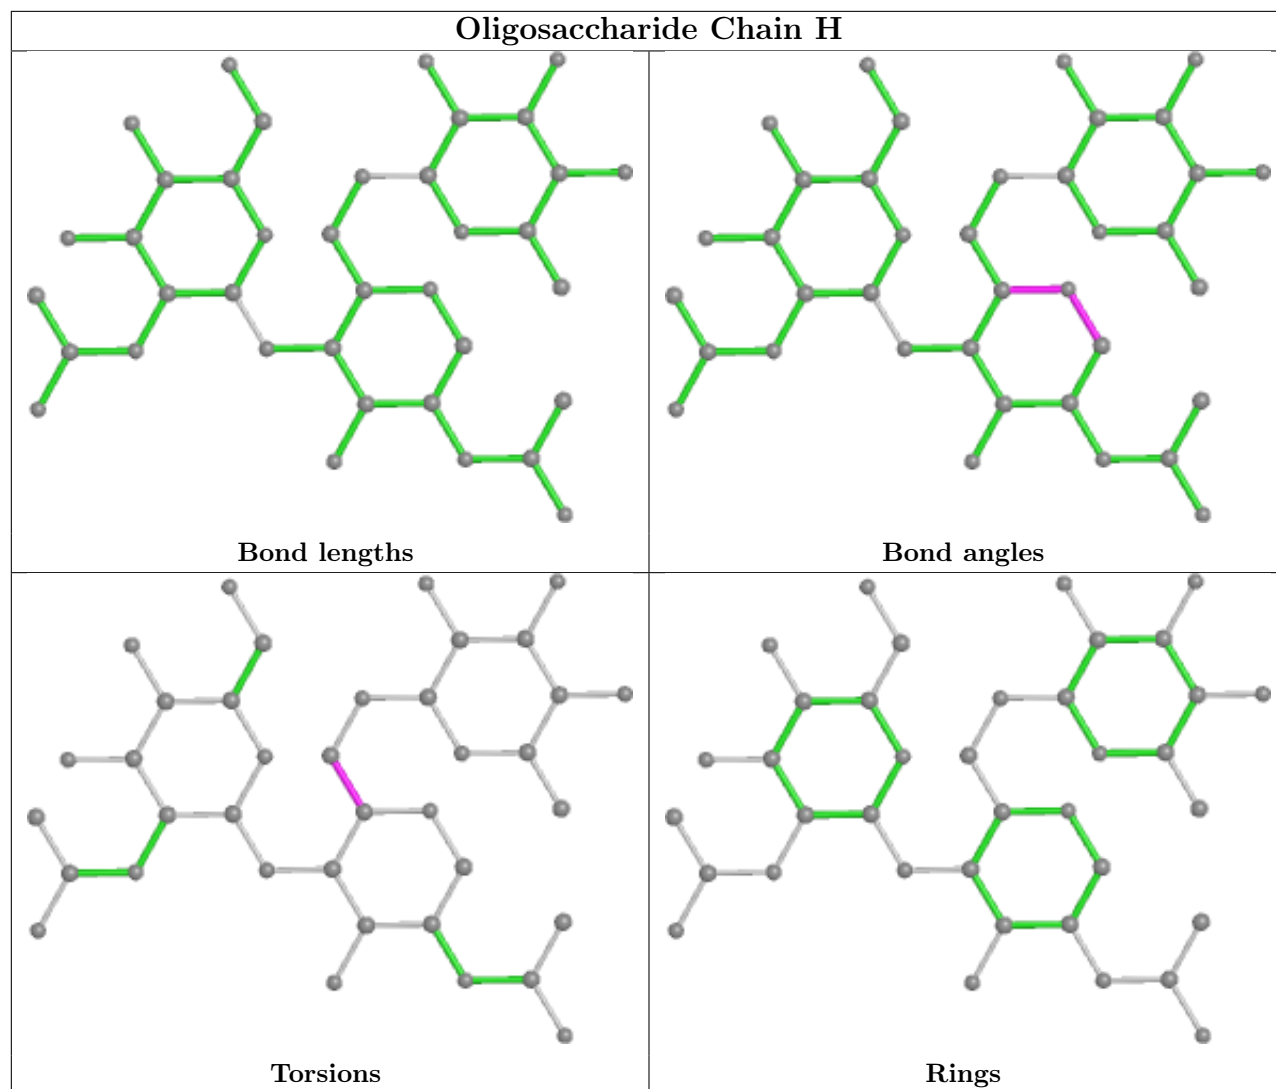 Oligosaccharide Chain H
Bond lengths
Bond angles
Torsions
Rings